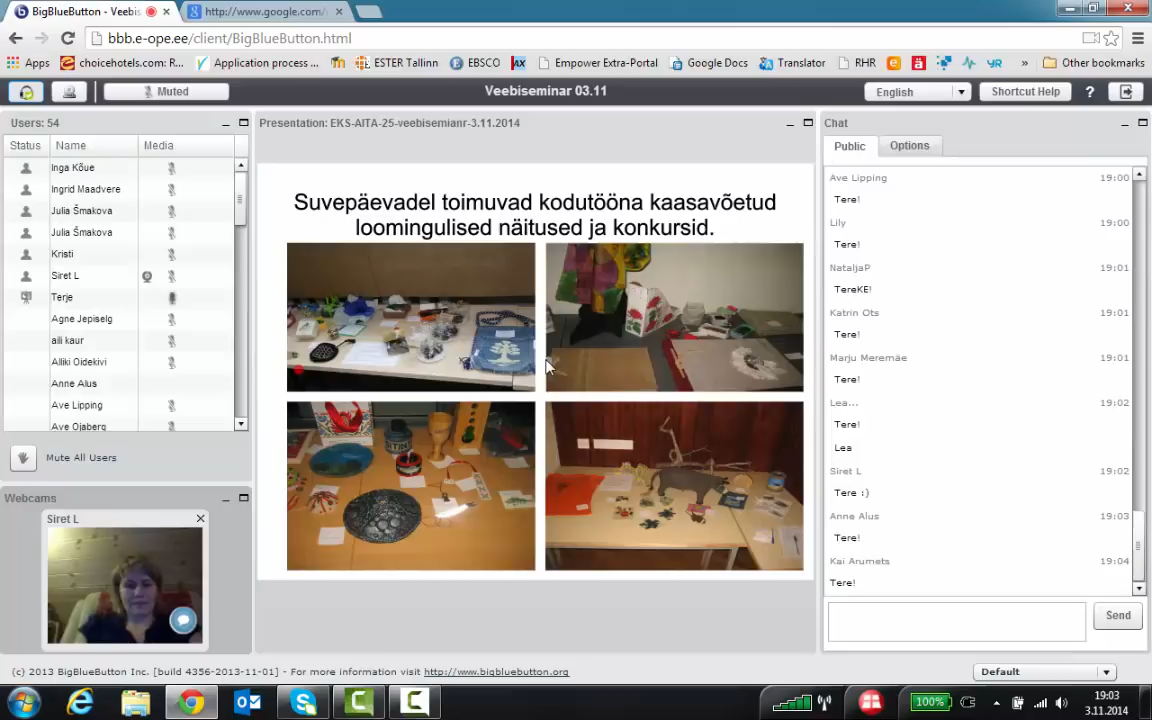 BigBlueButton - Veebis
http://www.google.com/
bbb.e-ope.ee/client/BigBlueButton.html
Apps
choicehotels.com: R...
Application process ...
ESTER Tallinn
EBSCO
Empower Extra-Portal
Google Docs
Translator
RHR
Other bookmarks
Muted
Veebiseminar 03.11
English
Shortcut Help
?
Users: 54
Status Name Media
Inga Kõue
Ingrid Maadvere
Julia Šmakova
Julia Šmakova
Kristi
Siret L
Terje
Agne Jepiselg
aili kaur
Alliki Oidekivi
Anne Alus
Ave Lipping
Ave Ojaberg
Mute All Users
Webcams
Siret L
Presentation: EKS-AITA-25-veebisemianr-3.11.2014
Suvepäevadel toimuvad kodutööna kaasavõetud
loomingulised näitused ja konkursid.
Chat
Public Options
Ave Lipping 19:00
Tere!
Lily 19:00
Tere!
NataljaP 19:01
TereKE!
Katrin Ots 19:01
Tere!
Marju Meremäe 19:01
Tere!
Lea... 19:02
Tere!
Lea
Siret L 19:02
Tere :)
Anne Alus 19:03
Tere!
Kai Arumets 19:04
Tere!
Send
(c) 2013 BigBlueButton Inc. [build 4356-2013-11-01] - For more information visit http://www.bigbluebutton.org
Default
100%
19:03
3.11.2014